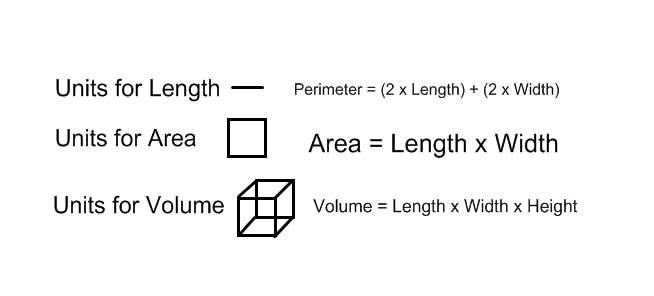 Units for Length
Perimeter = (2 x Length) + (2 x Width)
Units for Area
Area = Length x Width
Units for Volume
Volume = Length x Width x Height